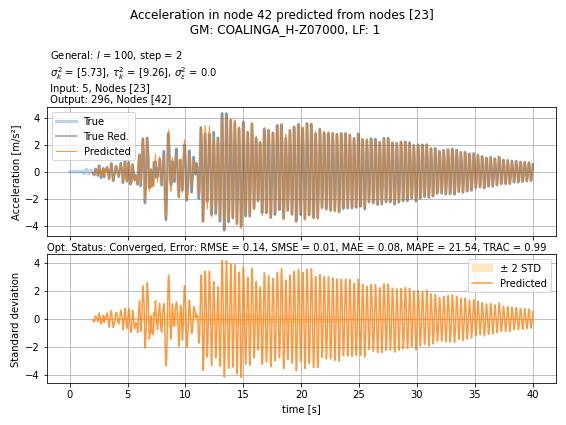 Acceleration in node 42 predicted from nodes [23]
GM: COALINGA_H-Z07000, LF: 1
General: l = 100, step = 2
σ²ₖ = [5.73], τ²ₖ = [9.26], σ²ε = 0.0
Input: 5, Nodes [23]
Output: 296, Nodes [42]
True
True Red.
Predicted
Acceleration [m/s²]
4
2
0
−2
−4
Opt. Status: Converged, Error: RMSE = 0.14, SMSE = 0.01, MAE = 0.08, MAPE = 21.54, TRAC = 0.99
± 2 STD
Predicted
Standard deviation
4
2
0
−2
−4
0 5 10 15 20 25 30 35 40
time [s]